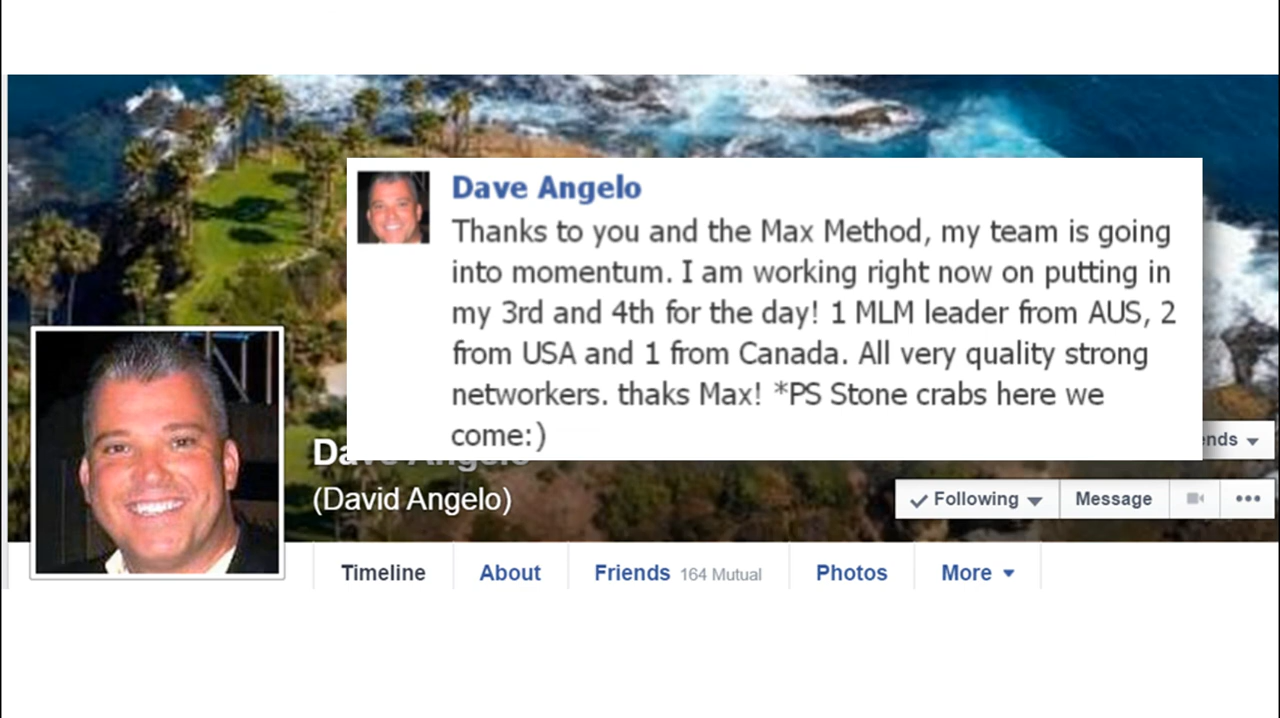 Dave Angelo
Thanks to you and the Max Method, my team is going
into momentum. I am working right now on putting in
my 3rd and 4th for the day! 1 MLM leader from AUS, 2
from USA and 1 from Canada. All very quality strong
networkers. thaks Max! *PS Stone crabs here we
come:)
ends
Dave Angelo
(David Angelo)
Following Message
Timeline About Friends 164 Mutual Photos More